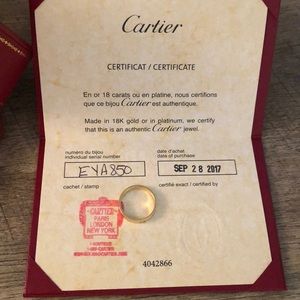 Cartier
CERTIFICAT / CERTIFICATE
En or 18 carats ou en platine, nous certifions
que ce bijou Cartier est authentique.
Made in 18K gold or in platinum, we certify
that this is an authentic Cartier jewel.
numéro du bijou
individual serial number
date d'achat
date of purchase
EYA850
SEP 28 2017
cachet / stamp
certifié exact / certified by
CARTIER
PARIS
LONDON
NEW YORK
4042866